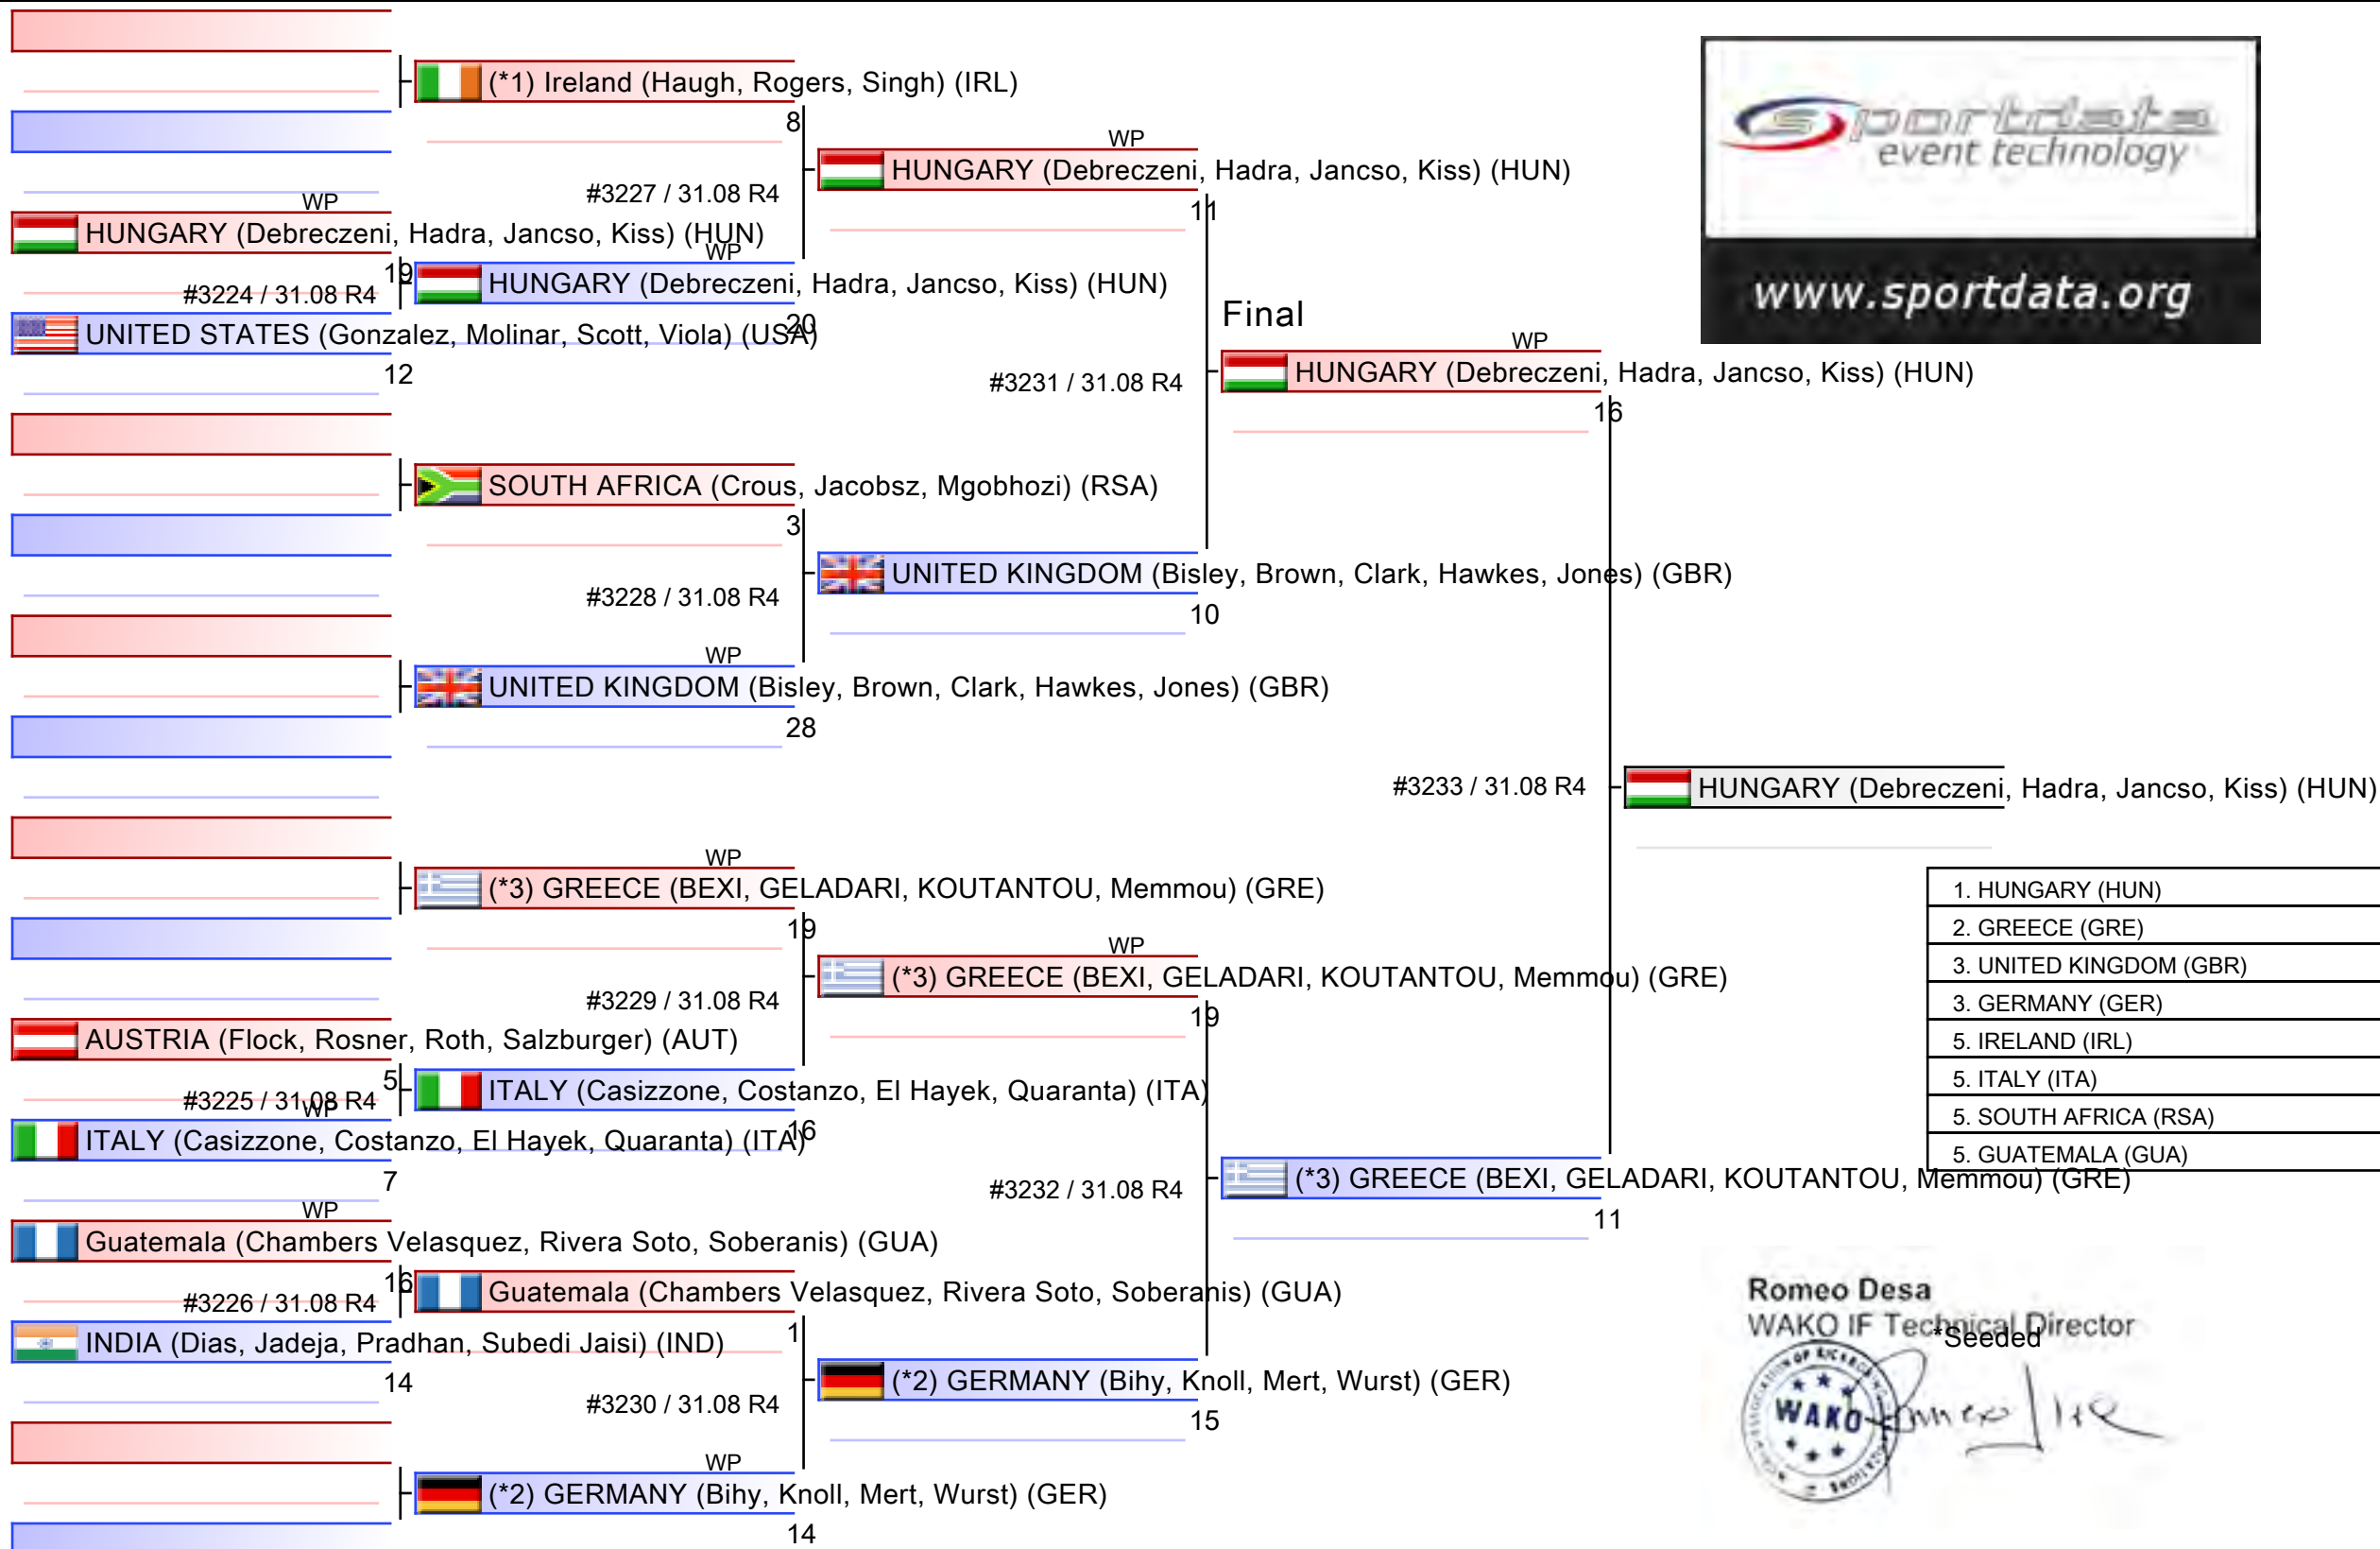 (*1) Ireland (Haugh, Rogers, Singh) (IRL)
8
WP
HUNGARY (Debreczeni, Hadra, Jancso, Kiss) (HUN)
11
#3227 / 31.08 R4
WP
HUNGARY (Debreczeni, Hadra, Jancso, Kiss) (HUN)
19
WP
HUNGARY (Debreczeni, Hadra, Jancso, Kiss) (HUN)
20
#3224 / 31.08 R4
UNITED STATES (Gonzalez, Molinar, Scott, Viola) (USA)
12
Final
WP
HUNGARY (Debreczeni, Hadra, Jancso, Kiss) (HUN)
16
#3231 / 31.08 R4
SOUTH AFRICA (Crous, Jacobsz, Mgobhozi) (RSA)
3
#3228 / 31.08 R4
UNITED KINGDOM (Bisley, Brown, Clark, Hawkes, Jones) (GBR)
10
WP
UNITED KINGDOM (Bisley, Brown, Clark, Hawkes, Jones) (GBR)
28
#3233 / 31.08 R4
HUNGARY (Debreczeni, Hadra, Jancso, Kiss) (HUN)
WP
(*3) GREECE (BEXI, GELADARI, KOUTANTOU, Memmou) (GRE)
19
WP
(*3) GREECE (BEXI, GELADARI, KOUTANTOU, Memmou) (GRE)
19
#3229 / 31.08 R4
AUSTRIA (Flock, Rosner, Roth, Salzburger) (AUT)
5
ITALY (Casizzone, Costanzo, El Hayek, Quaranta) (ITA)
16
#3225 / 31.08 R4
WP
ITALY (Casizzone, Costanzo, El Hayek, Quaranta) (ITA)
7
#3232 / 31.08 R4
(*3) GREECE (BEXI, GELADARI, KOUTANTOU, Memmou) (GRE)
11
WP
Guatemala (Chambers Velasquez, Rivera Soto, Soberanis) (GUA)
16
Guatemala (Chambers Velasquez, Rivera Soto, Soberanis) (GUA)
1
#3226 / 31.08 R4
INDIA (Dias, Jadeja, Pradhan, Subedi Jaisi) (IND)
14
#3230 / 31.08 R4
(*2) GERMANY (Bihy, Knoll, Mert, Wurst) (GER)
15
WP
(*2) GERMANY (Bihy, Knoll, Mert, Wurst) (GER)
14
sportdata
event technology
www.sportdata.org
1. HUNGARY (HUN)
2. GREECE (GRE)
3. UNITED KINGDOM (GBR)
3. GERMANY (GER)
5. IRELAND (IRL)
5. ITALY (ITA)
5. SOUTH AFRICA (RSA)
5. GUATEMALA (GUA)
Romeo Desa
WAKO IF Technical Director
*Seeded
WAKO